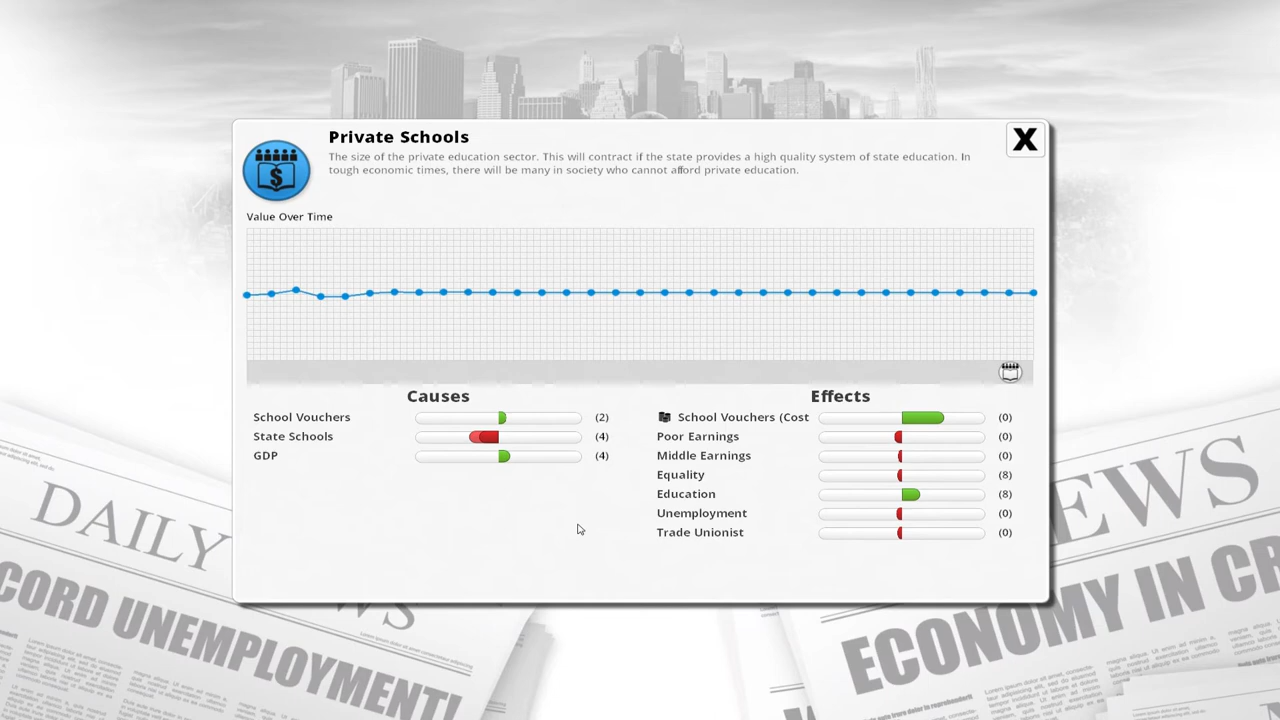 Private Schools
The size of the private education sector. This will contract if the state provides a high quality system of state education. In
tough economic times, there will be many in society who cannot afford private education.
Value Over Time
Causes
School Vouchers (2)
State Schools (4)
GDP (4)
Effects
School Vouchers (Cost (0)
Poor Earnings (0)
Middle Earnings (0)
Equality (8)
Education (8)
Unemployment (0)
Trade Unionist (0)
DAILY
WS
CORD UNEMPLOYMENT!
EWS
ECONOMY IN CR